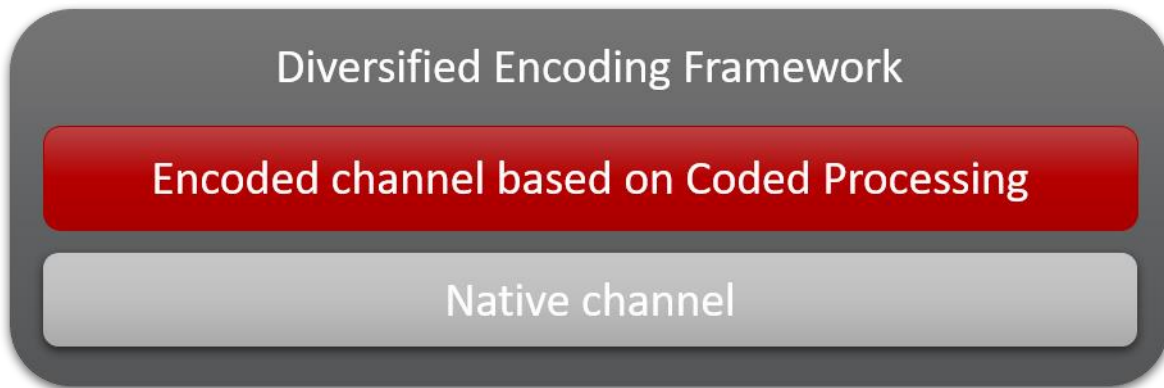 Diversified Encoding Framework
Encoded channel based on Coded Processing
Native channel